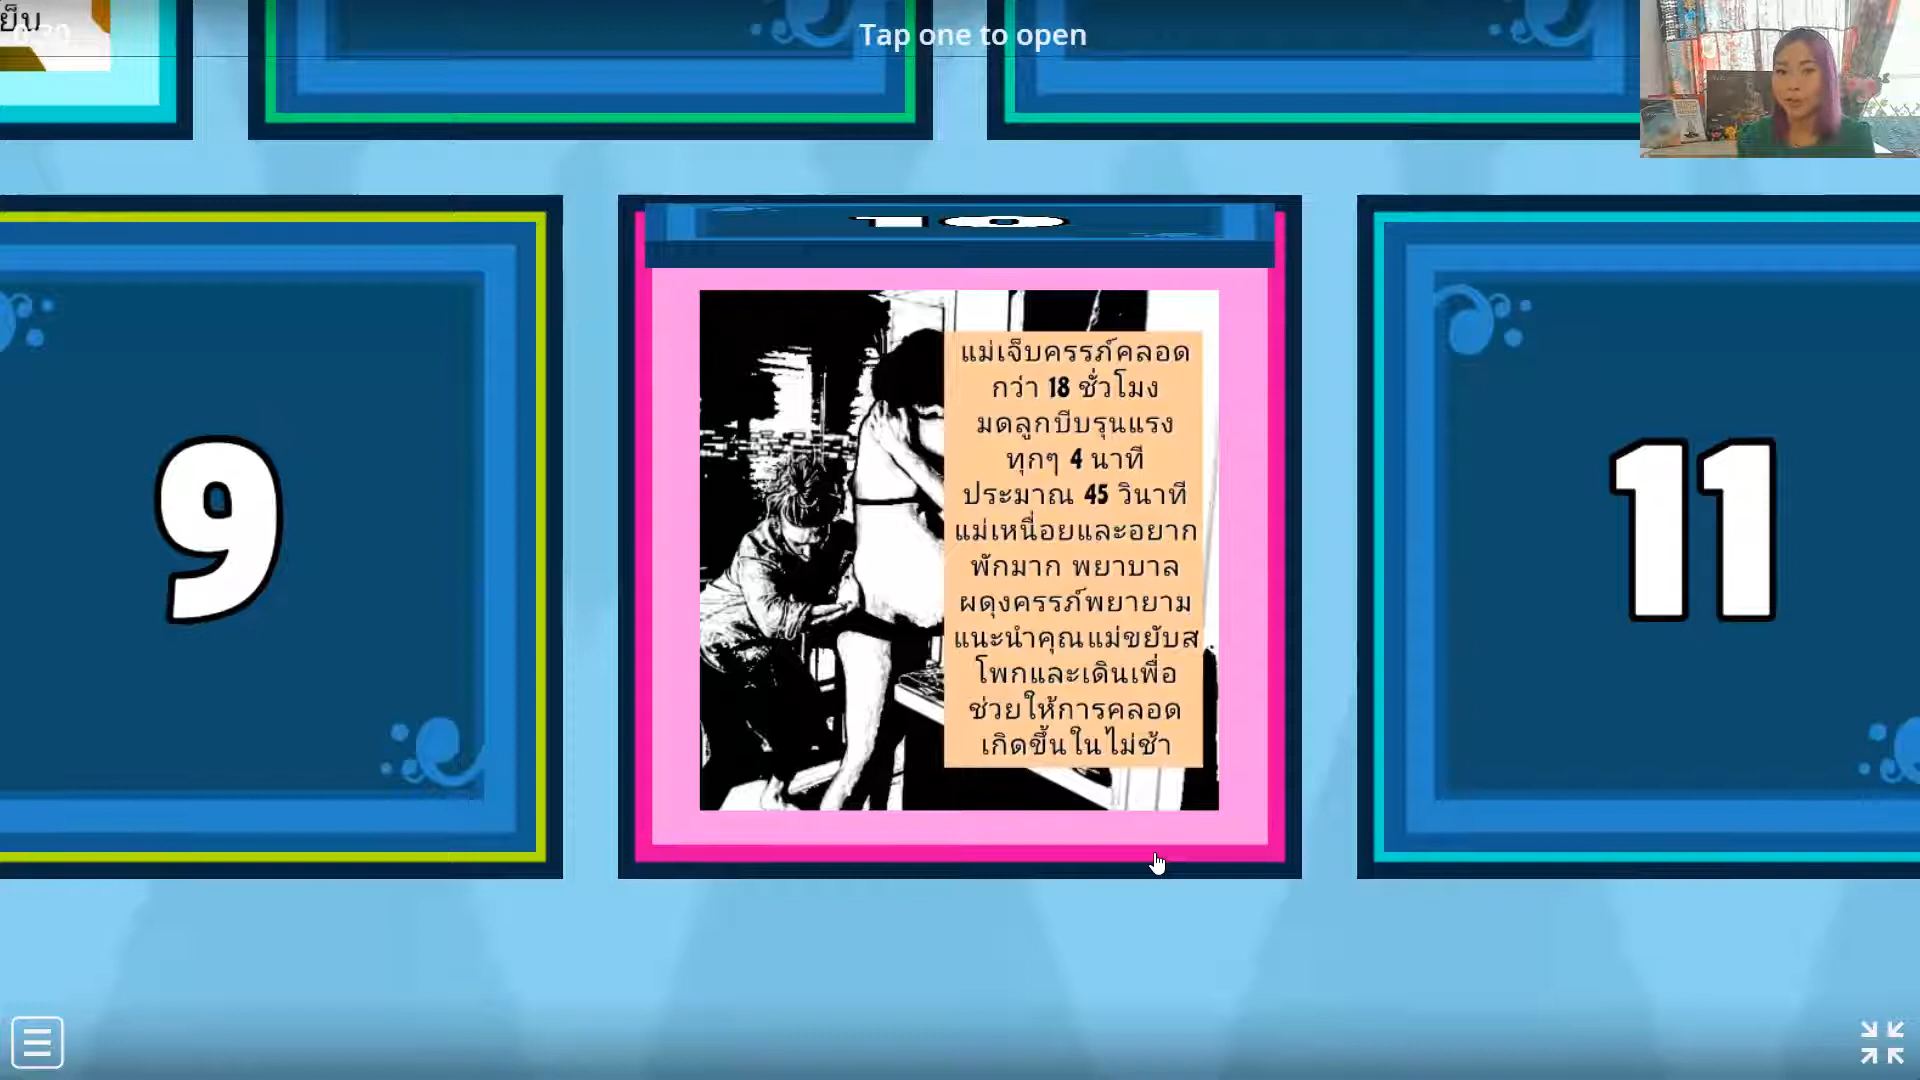 ย็น
Tap one to open
9
10
11
แม่เจ็บครรภ์คลอด
กว่า 18 ชั่วโมง
มดลูกบีบรุนแรง
ทุกๆ 4 นาที
ประมาณ 45 วินาที
แม่เหนื่อยและอยาก
พักมาก พยาบาล
ผดุงครรภ์พยายาม
แนะนำคุณแม่ขยับส
โพกและเดินเพื่อ
ช่วยให้การคลอด
เกิดขึ้นในไม่ช้า